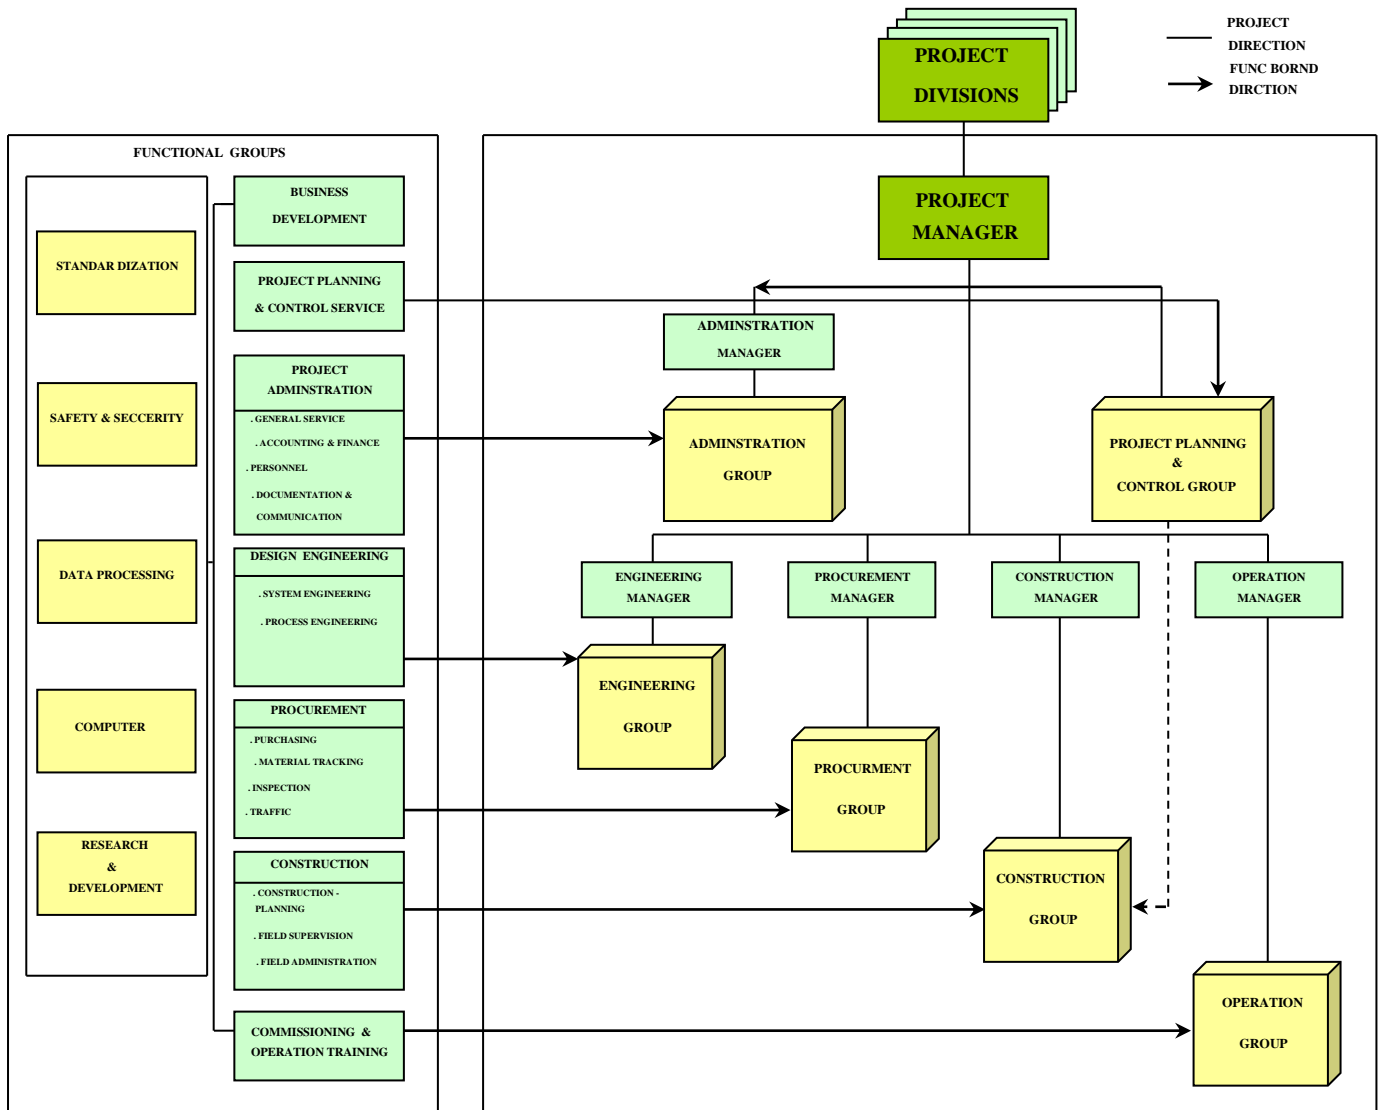 PROJECT
DIVISIONS
PROJECT
DIRECTION
FUNC BORND
DIRCTION
FUNCTIONAL GROUPS
STANDAR DIZATION
SAFETY & SECCERITY
DATA PROCESSING
COMPUTER
RESEARCH
&
DEVELOPMENT
BUSINESS
DEVELOPMENT
PROJECT PLANNING
& CONTROL SERVICE
PROJECT
ADMINSTRATION
. GENERAL SERVICE
. ACCOUNTING & FINANCE
. PERSONNEL
. DOCUMENTATION &
COMMUNICATION
DESIGN ENGINEERING
. SYSTEM ENGINEERING
. PROCESS ENGINEERING
PROCUREMENT
. PURCHASING
. MATERIAL TRACKING
. INSPECTION
. TRAFFIC
CONSTRUCTION
. CONSTRUCTION -
PLANNING
. FIELD SUPERVISION
. FIELD ADMINISTRATION
COMMISSIONING &
OPERATION TRAINING
PROJECT
MANAGER
ADMINSTRATION
MANAGER
ADMINSTRATION
GROUP
PROJECT PLANNING
&
CONTROL GROUP
ENGINEERING
MANAGER
PROCUREMENT
MANAGER
CONSTRUCTION
MANAGER
OPERATION
MANAGER
ENGINEERING
GROUP
PROCURMENT
GROUP
CONSTRUCTION
GROUP
OPERATION
GROUP